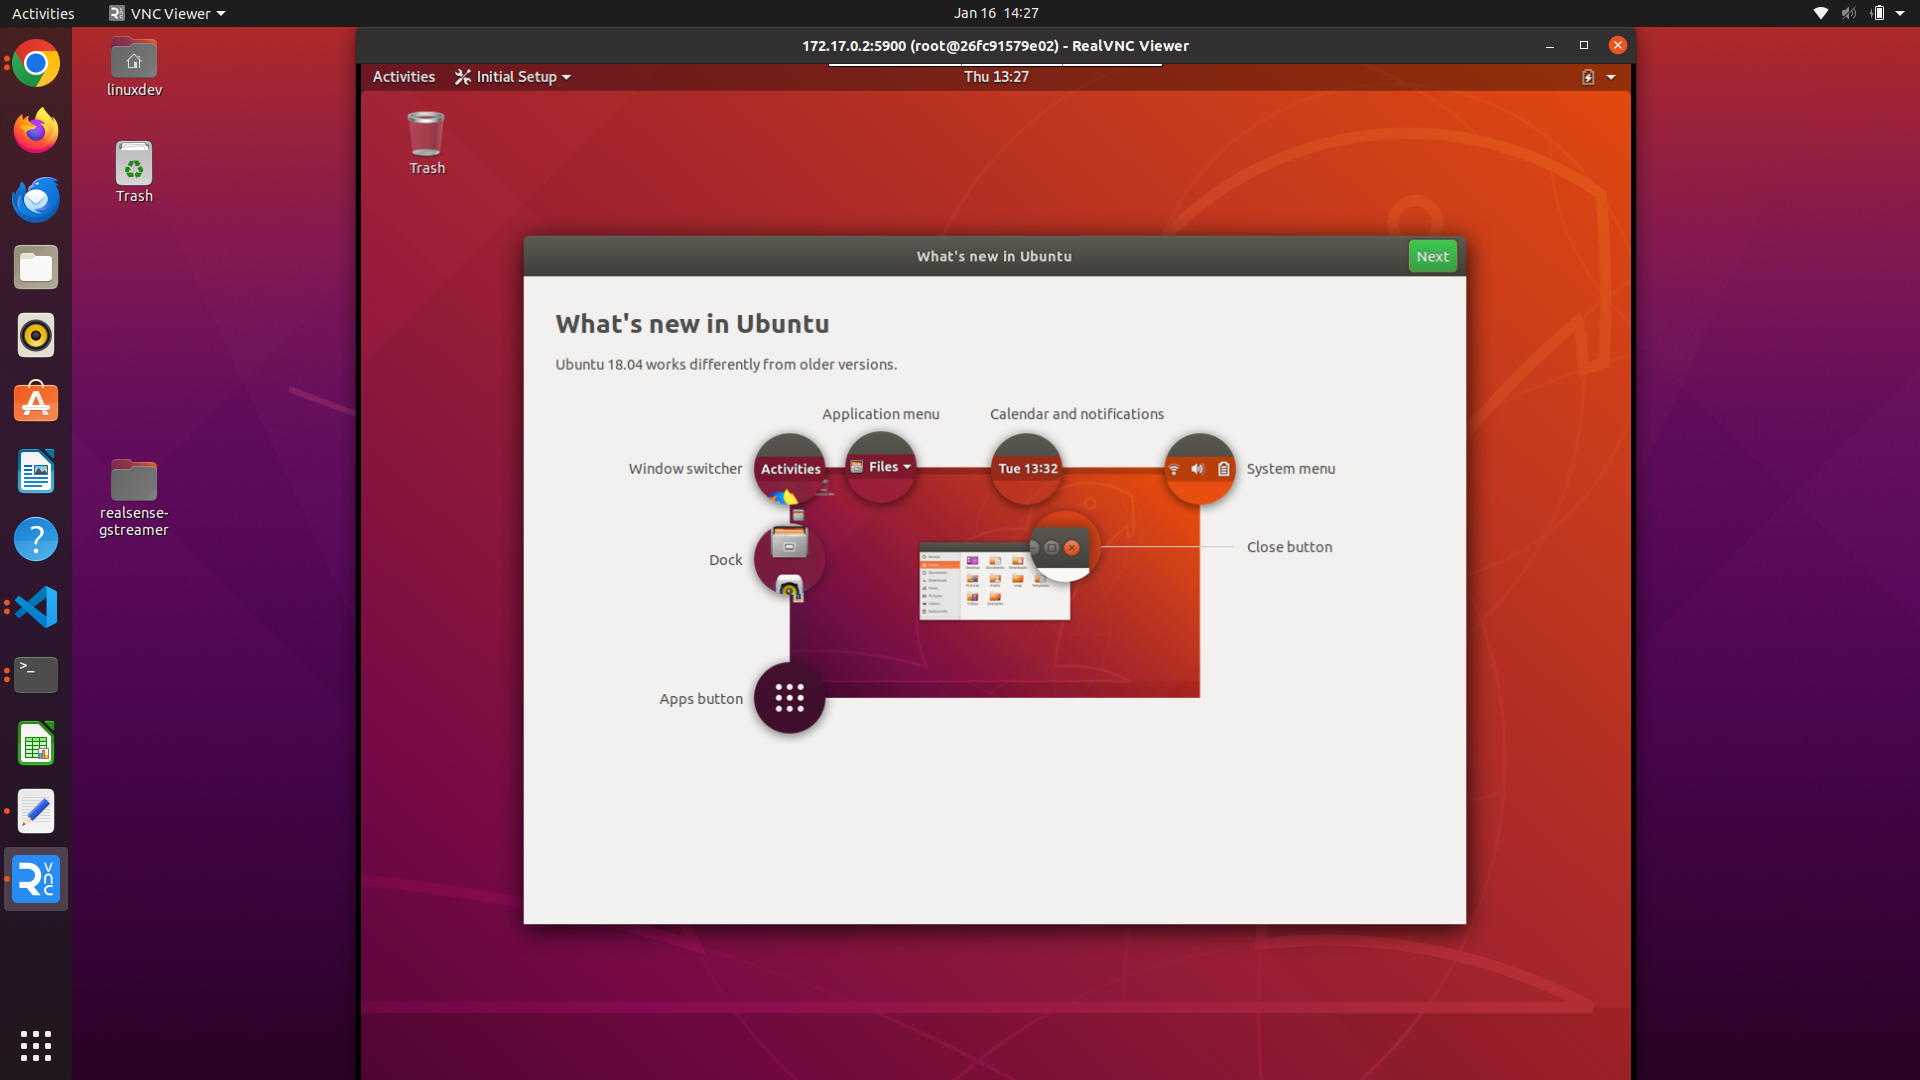 Activities
VNC Viewer
Jan 16 14:27
linuxdev
Trash
realsense-
gstreamer
172.17.0.2:5900 (root@26fc91579e02) - RealVNC Viewer
Activities
Initial Setup
Thu 13:27
Trash
What's new in Ubuntu
Next
What's new in Ubuntu
Ubuntu 18.04 works differently from older versions.
Application menu
Calendar and notifications
Window switcher
Activities
Files
Tue 13:32
System menu
Dock
Close button
Apps button